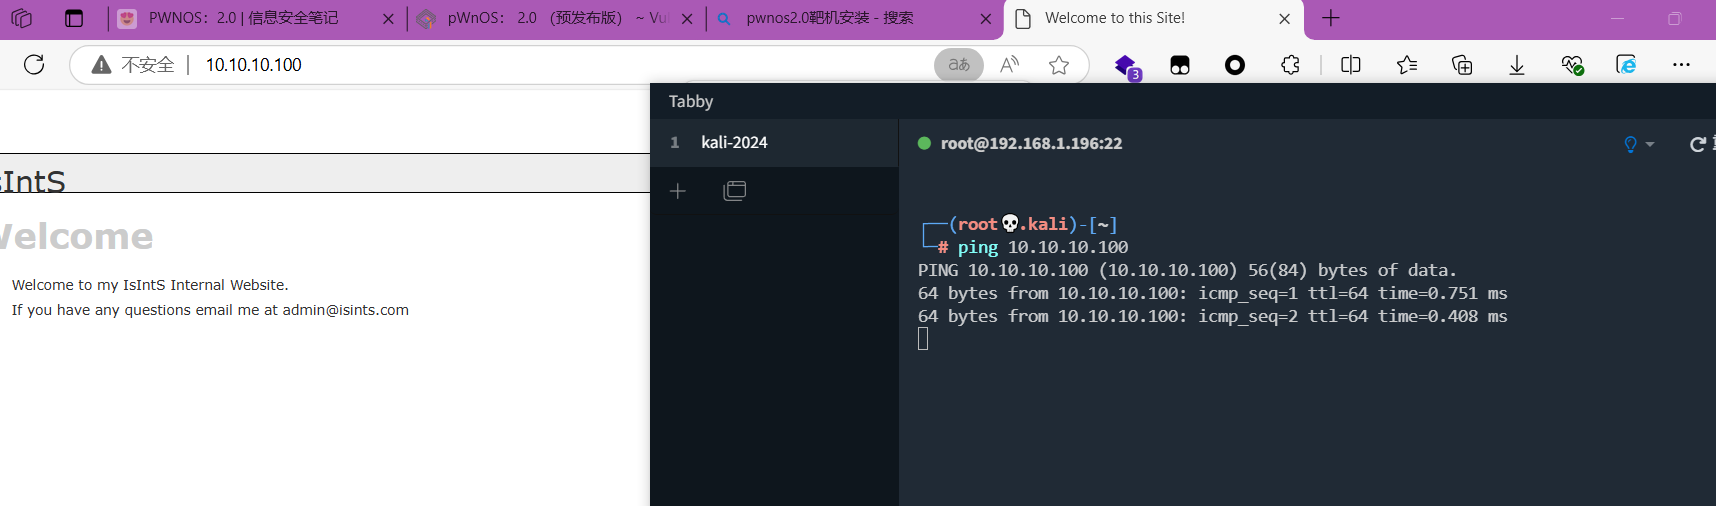 PWNOS：2.0 | 信息安全笔记
pWnOS： 2.0 （预发布版） ~ Vul
pwnos2.0靶机安装 - 搜索
Welcome to this Site!
不安全
10.10.10.100
3
Tabby
1 kali-2024
root@192.168.1.196:22
sIntS
Welcome
Welcome to my IsIntS Internal Website.
If you have any questions email me at admin@isints.com
┌──(root💀.kali)-[~]
└─# ping 10.10.10.100
PING 10.10.10.100 (10.10.10.100) 56(84) bytes of data.
64 bytes from 10.10.10.100: icmp_seq=1 ttl=64 time=0.751 ms
64 bytes from 10.10.10.100: icmp_seq=2 ttl=64 time=0.408 ms